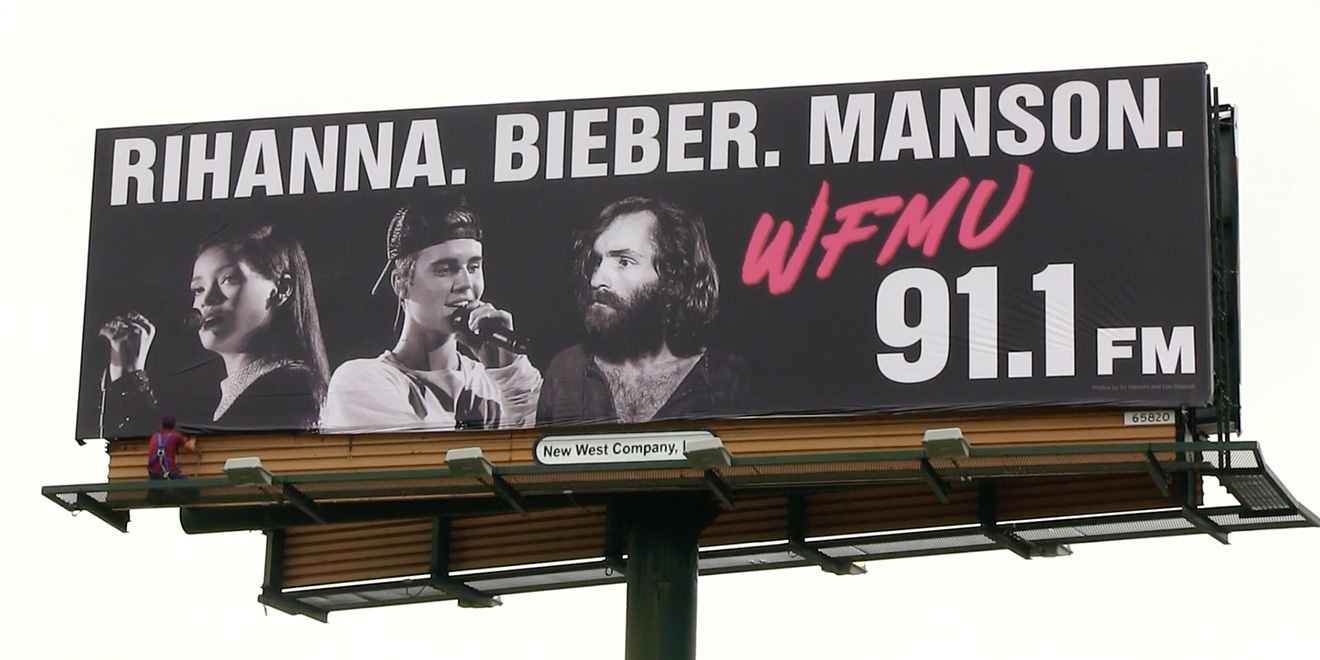 RIHANNA. BIEBER. MANSON.
WFMU
91.1 FM
65820
New West Company,